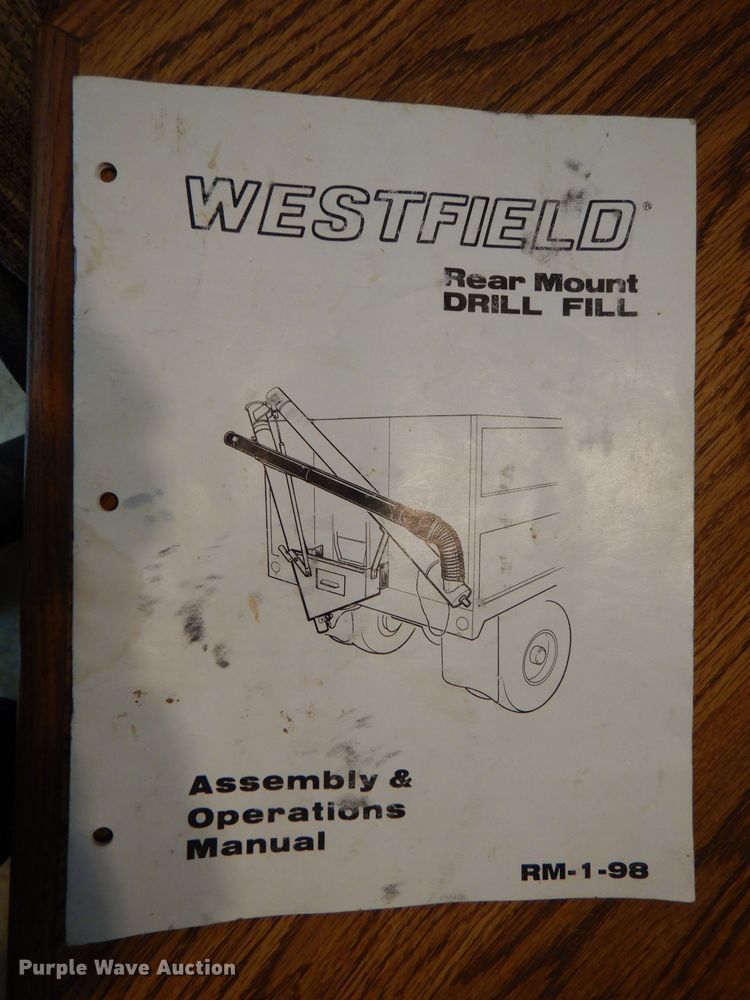 WESTFIELD®
Rear Mount
DRILL FILL
Assembly &
Operations
Manual
RM-1-98
Purple Wave Auction